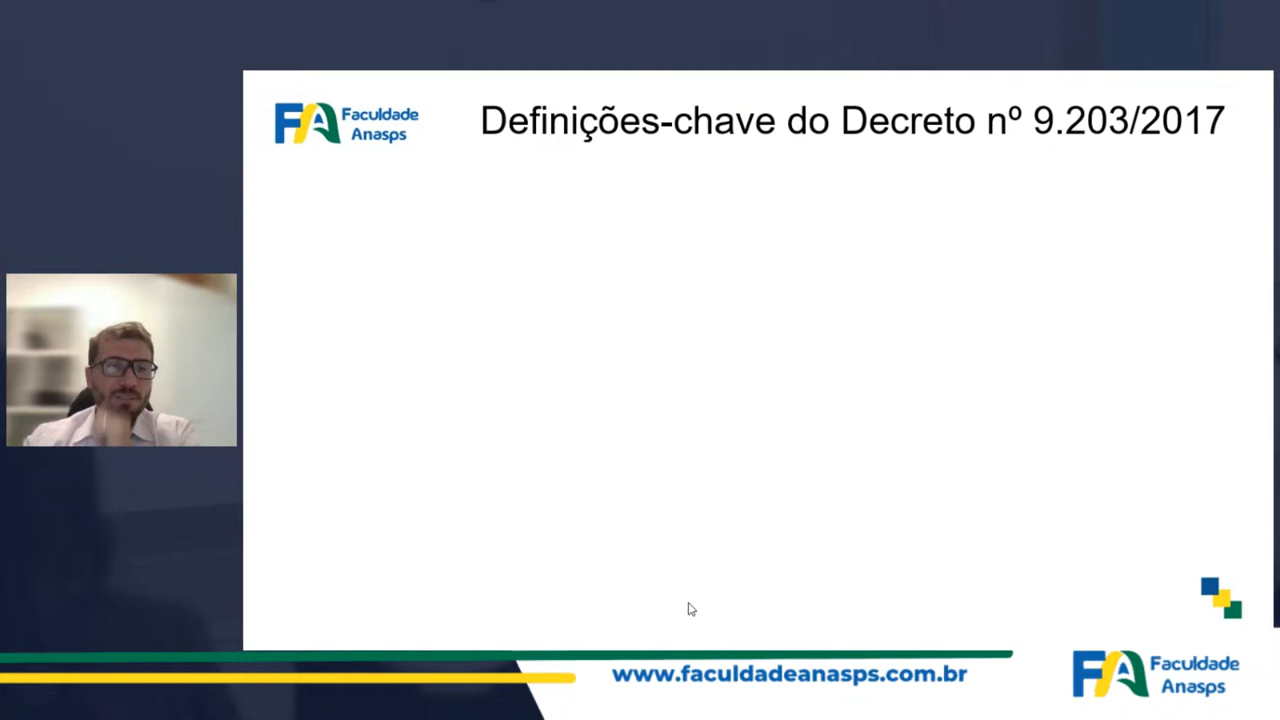 Faculdade
Anasps
Definições-chave do Decreto nº 9.203/2017
www.faculdadeanasps.com.br
Faculdade
Anasps